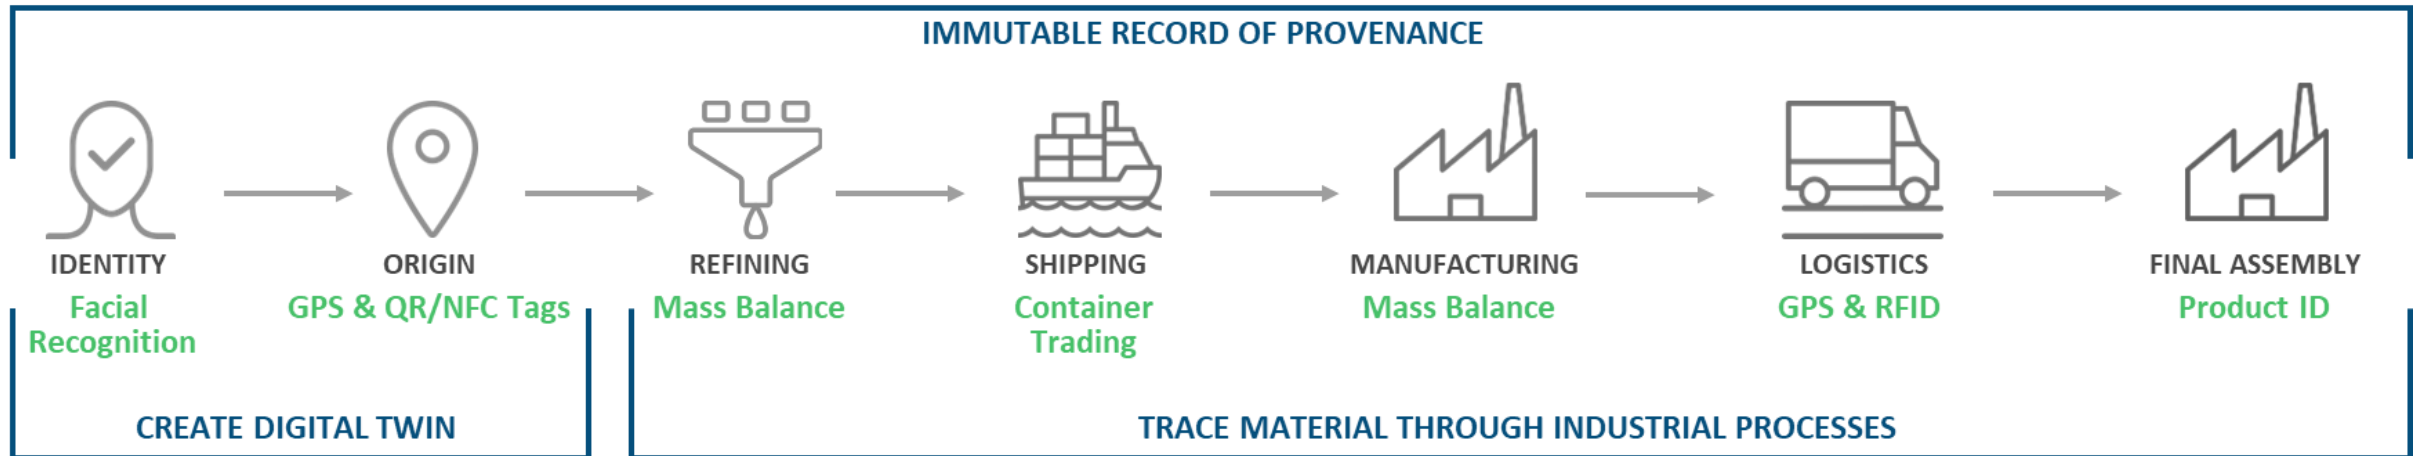 IMMUTABLE RECORD OF PROVENANCE
IDENTITY
Facial
Recognition
ORIGIN
GPS & QR/NFC Tags
REFINING
Mass Balance
SHIPPING
Container
Trading
MANUFACTURING
Mass Balance
LOGISTICS
GPS & RFID
FINAL ASSEMBLY
Product ID
CREATE DIGITAL TWIN
TRACE MATERIAL THROUGH INDUSTRIAL PROCESSES